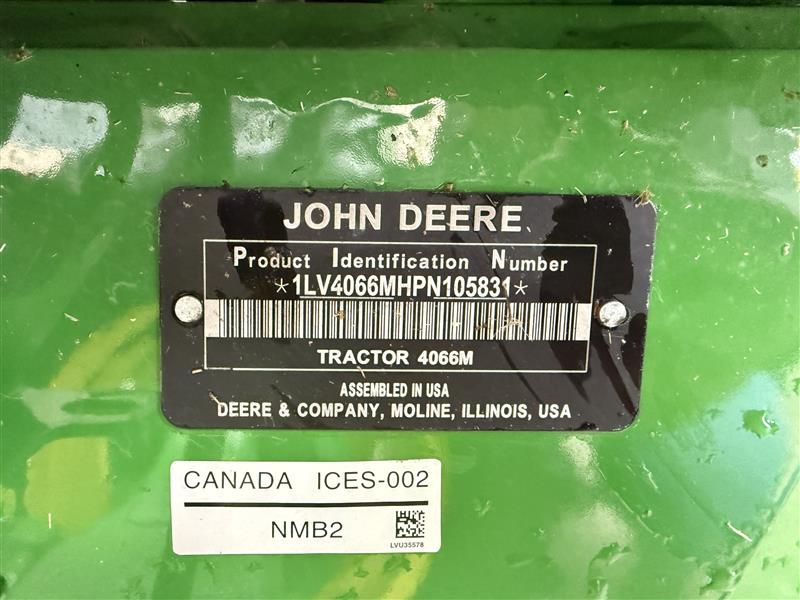 JOHN DEERE
Product Identification Number
*1LV4066MHPN105831*
TRACTOR 4066M
ASSEMBLED IN USA
DEERE & COMPANY, MOLINE, ILLINOIS, USA
CANADA ICES-002
NMB2
LVU35578